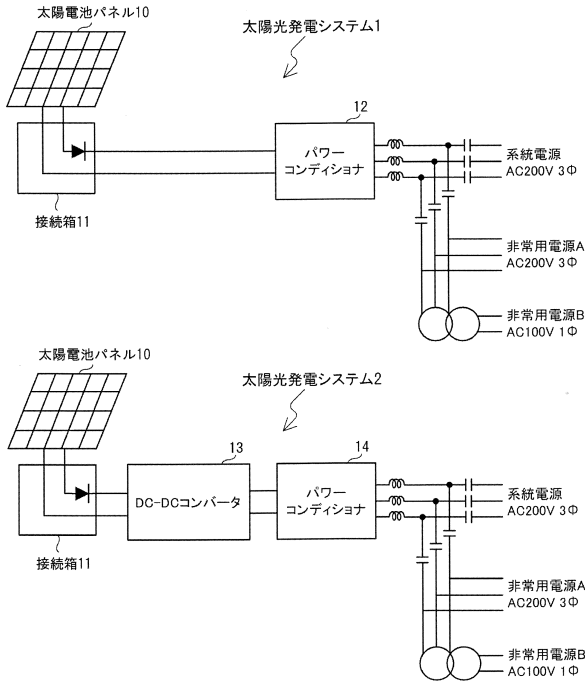 太陽電池パネル10
太陽光発電システム1
12
パワー
コンディショナ
系統電源
AC200V 3Φ
接続箱11
非常用電源A
AC200V 3Φ
非常用電源B
AC100V 1Φ
太陽電池パネル10
太陽光発電システム2
13
14
DC-DCコンバータ
パワー
コンディショナ
系統電源
AC200V 3Φ
接続箱11
非常用電源A
AC200V 3Φ
非常用電源B
AC100V 1Φ